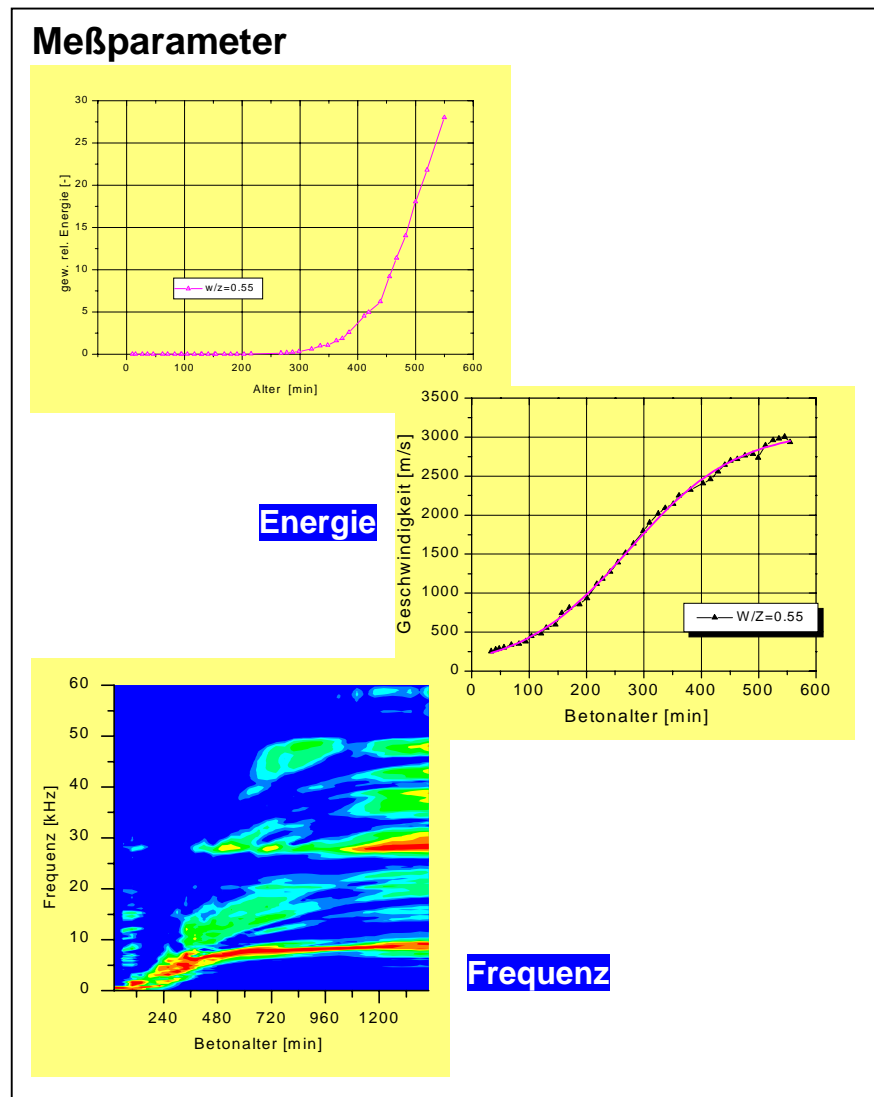 Meßparameter
30
25
20
15
10
5
0
gew. rel. Energie [-]
w/z=0.55
0 100 200 300 400 500 600
Alter [min]
Energie
3500
3000
2500
2000
1500
1000
500
0
Geschwindigkeit [m/s]
W/Z=0.55
0 100 200 300 400 500 600
Betonalter [min]
60
50
40
30
20
10
0
Frequenz [kHz]
240 480 720 960 1200
Betonalter [min]
Frequenz